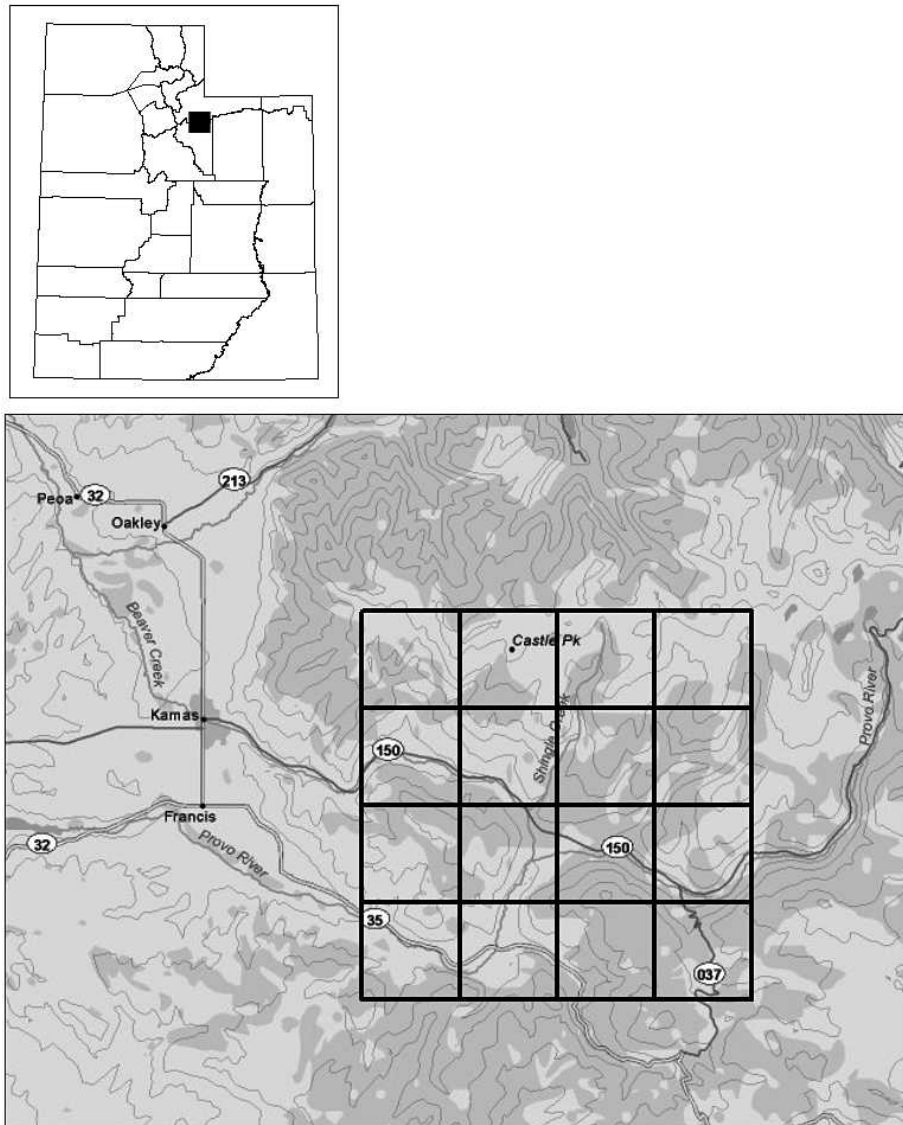 213
Peoa
32
Oakley
Castle Pk
Beaver Creek
Provo River
Kamas
Shingle Creek
150
Francis
32
Provo River
150
35
037